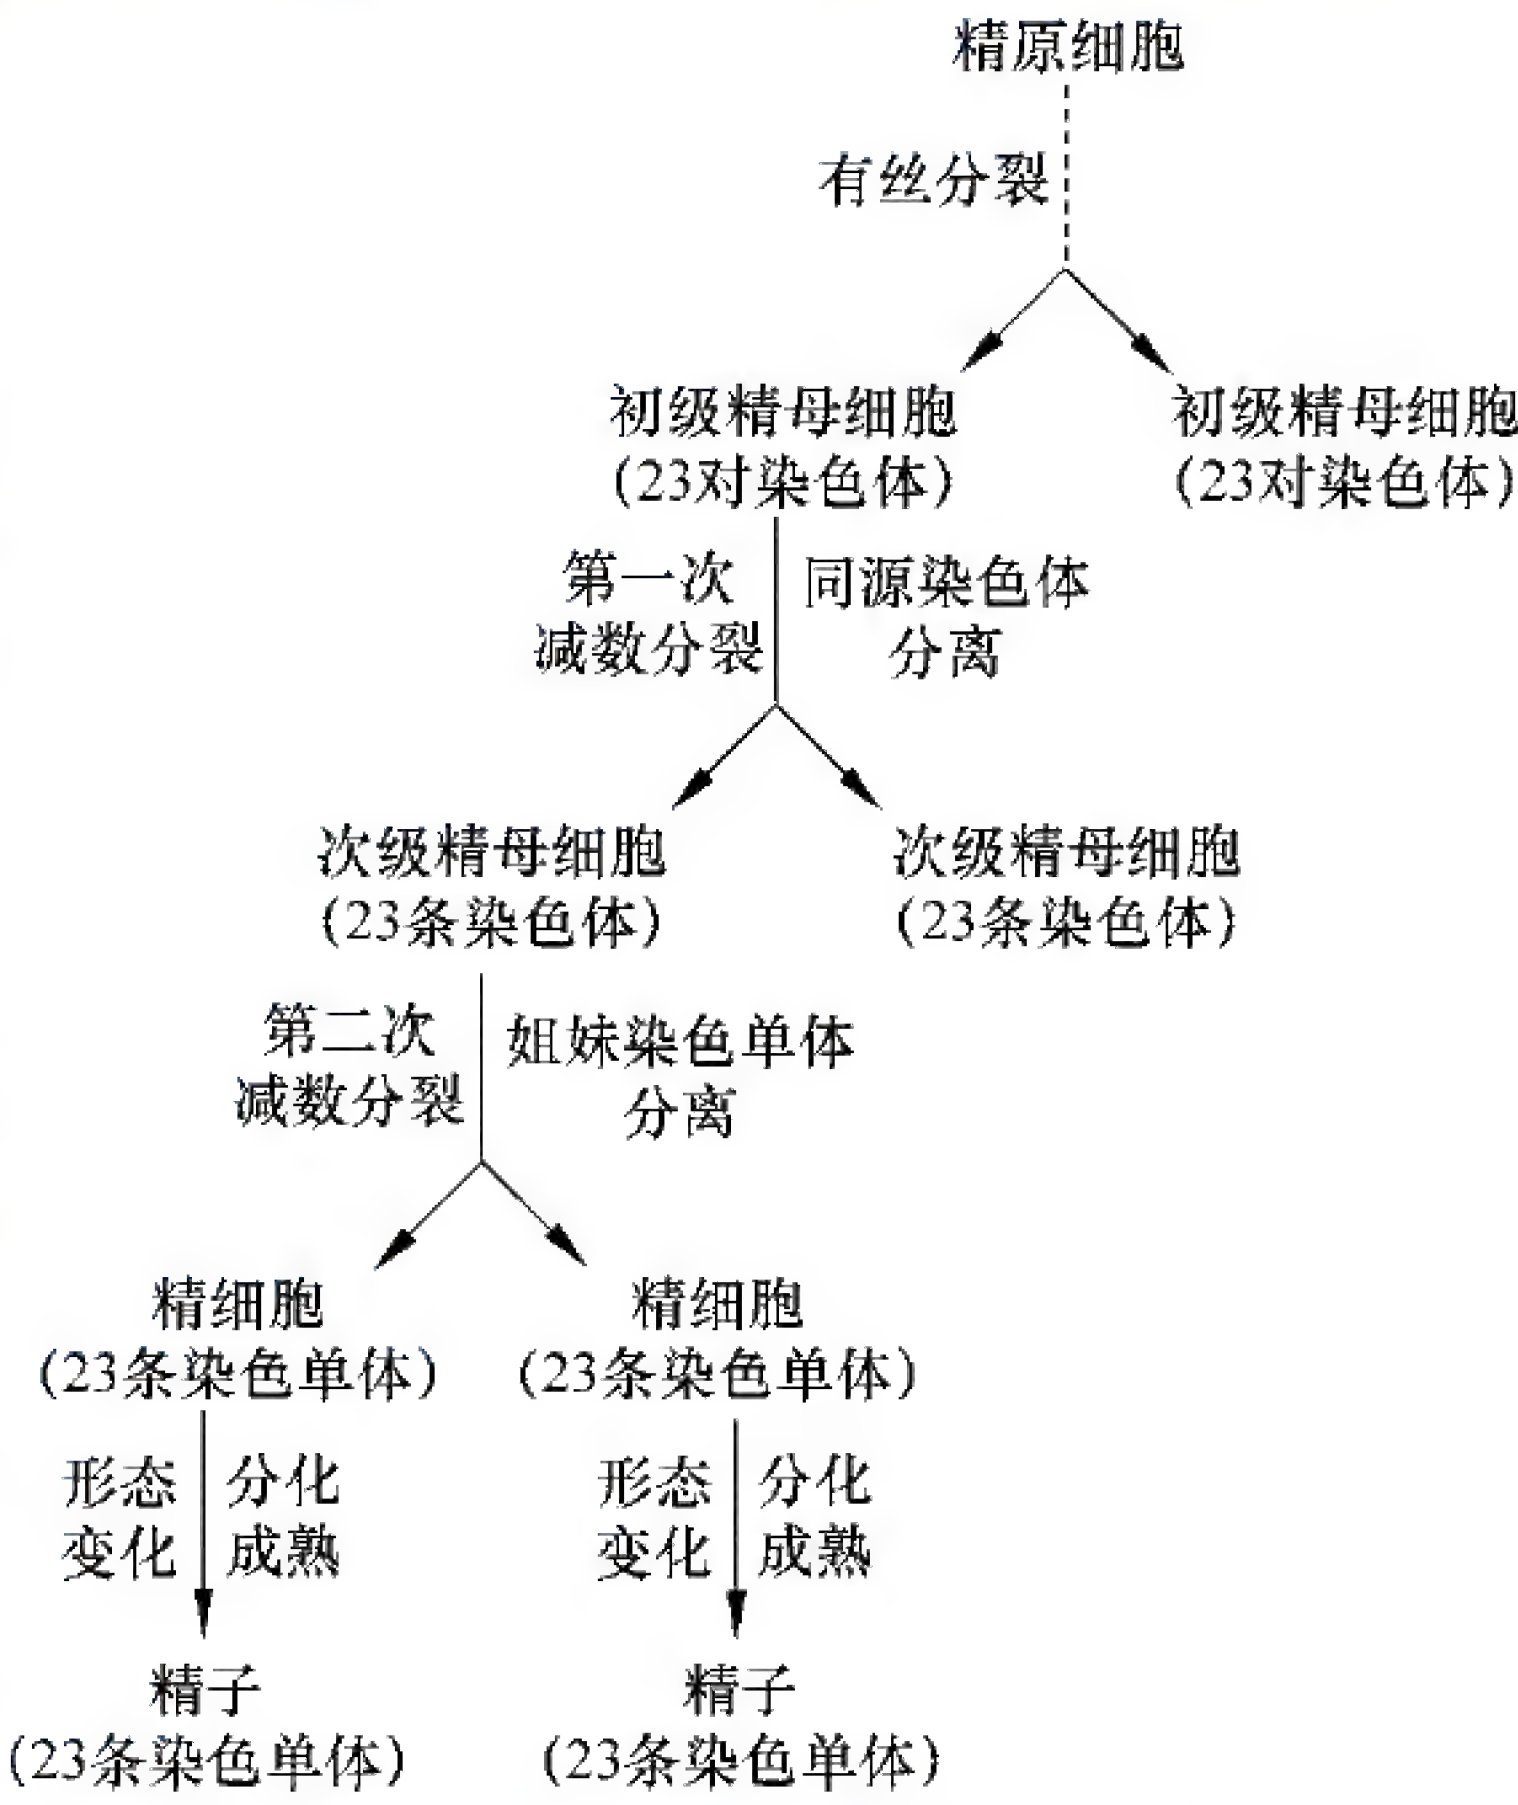 精原细胞
有丝分裂
初级精母细胞
(23对染色体)
初级精母细胞
(23对染色体)
第一次
减数分裂
同源染色体
分离
次级精母细胞
(23条染色体)
次级精母细胞
(23条染色体)
第二次
减数分裂
姐妹染色单体
分离
精细胞
(23条染色单体)
精细胞
(23条染色单体)
形态
变化
分化
成熟
形态
变化
分化
成熟
精子
(23条染色单体)
精子
(23条染色单体)